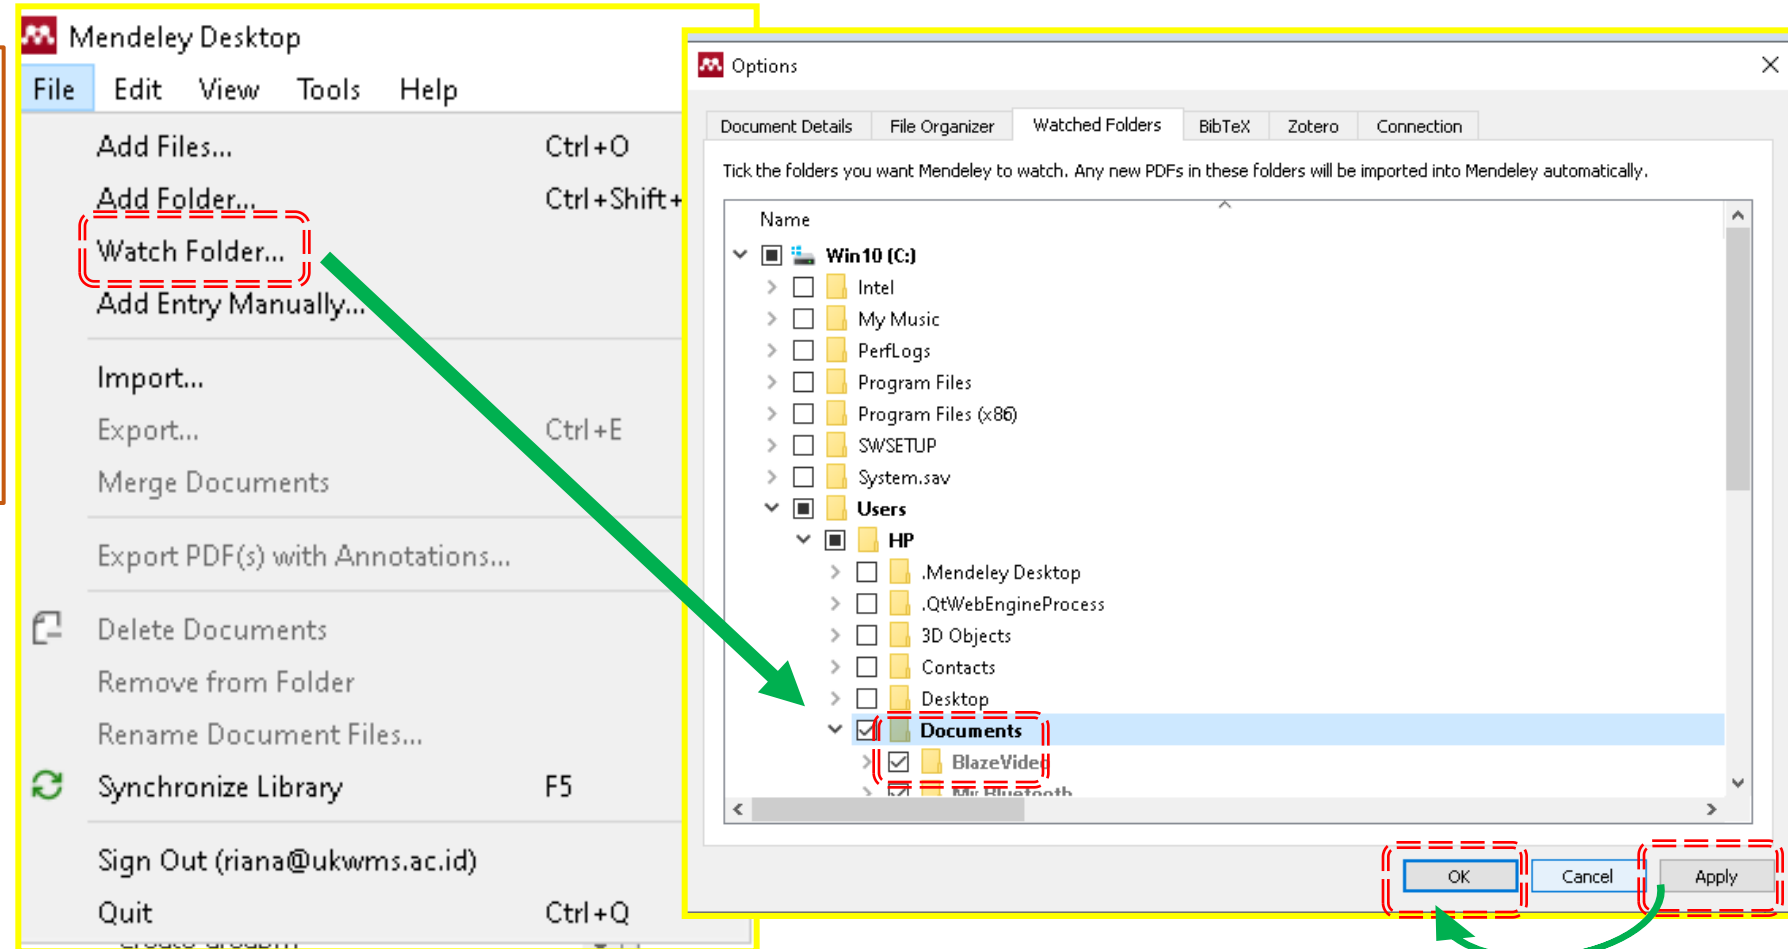 Mendeley Desktop
File Edit View Tools Help
Add Files... Ctrl+O
Add Folder... Ctrl+Shift+
Watch Folder...
Add Entry Manually...
Import...
Export... Ctrl+E
Merge Documents
Export PDF(s) with Annotations...
Delete Documents
Remove from Folder
Rename Document Files...
Synchronize Library F5
Sign Out (riana@ukwms.ac.id)
Quit Ctrl+Q
Options
Document Details File Organizer Watched Folders BibTeX Zotero Connection
Tick the folders you want Mendeley to watch. Any new PDFs in these folders will be imported into Mendeley automatically.
Name
Win10 (C:)
Intel
My Music
PerfLogs
Program Files
Program Files (x86)
SWSETUP
System.sav
Users
HP
.Mendeley Desktop
.QtWebEngineProcess
3D Objects
Contacts
Desktop
Documents
BlazeVideo
My Bluetooth
OK Cancel Apply